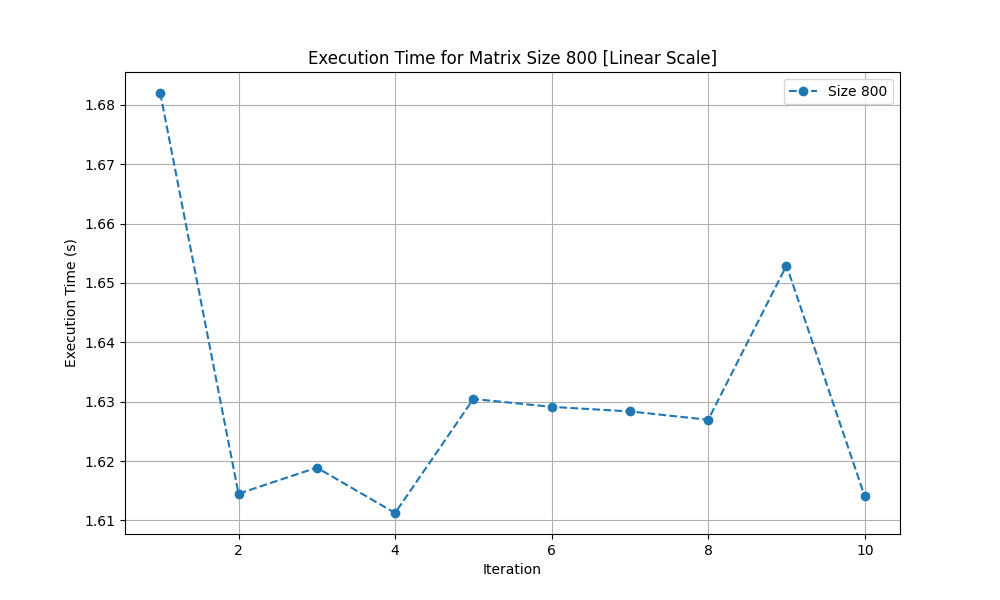 Execution Time for Matrix Size 800 [Linear Scale]
Size 800
Execution Time (s)
1.68
1.67
1.66
1.65
1.64
1.63
1.62
1.61
2 4 6 8 10
Iteration